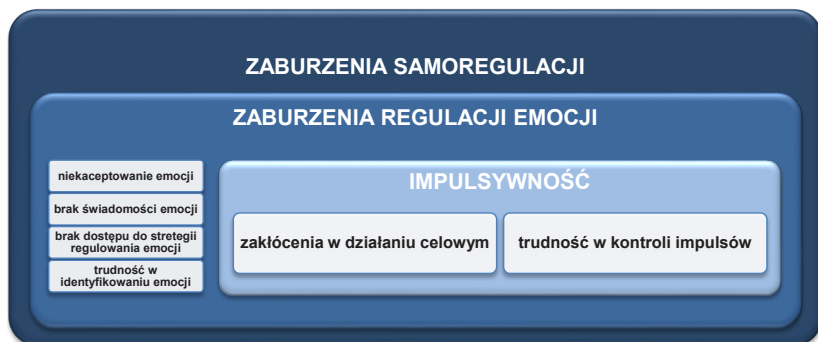 ZABURZENIA SAMOREGULACJI
ZABURZENIA REGULACJI EMOCJI
niekaceptowanie emocji
brak świadomości emocji
brak dostępu do stretegii
regulowania emocji
trudność w
identyfikowaniu emocji
IMPULSYWNOŚĆ
zakłócenia w działaniu celowym
trudność w kontroli impulsów